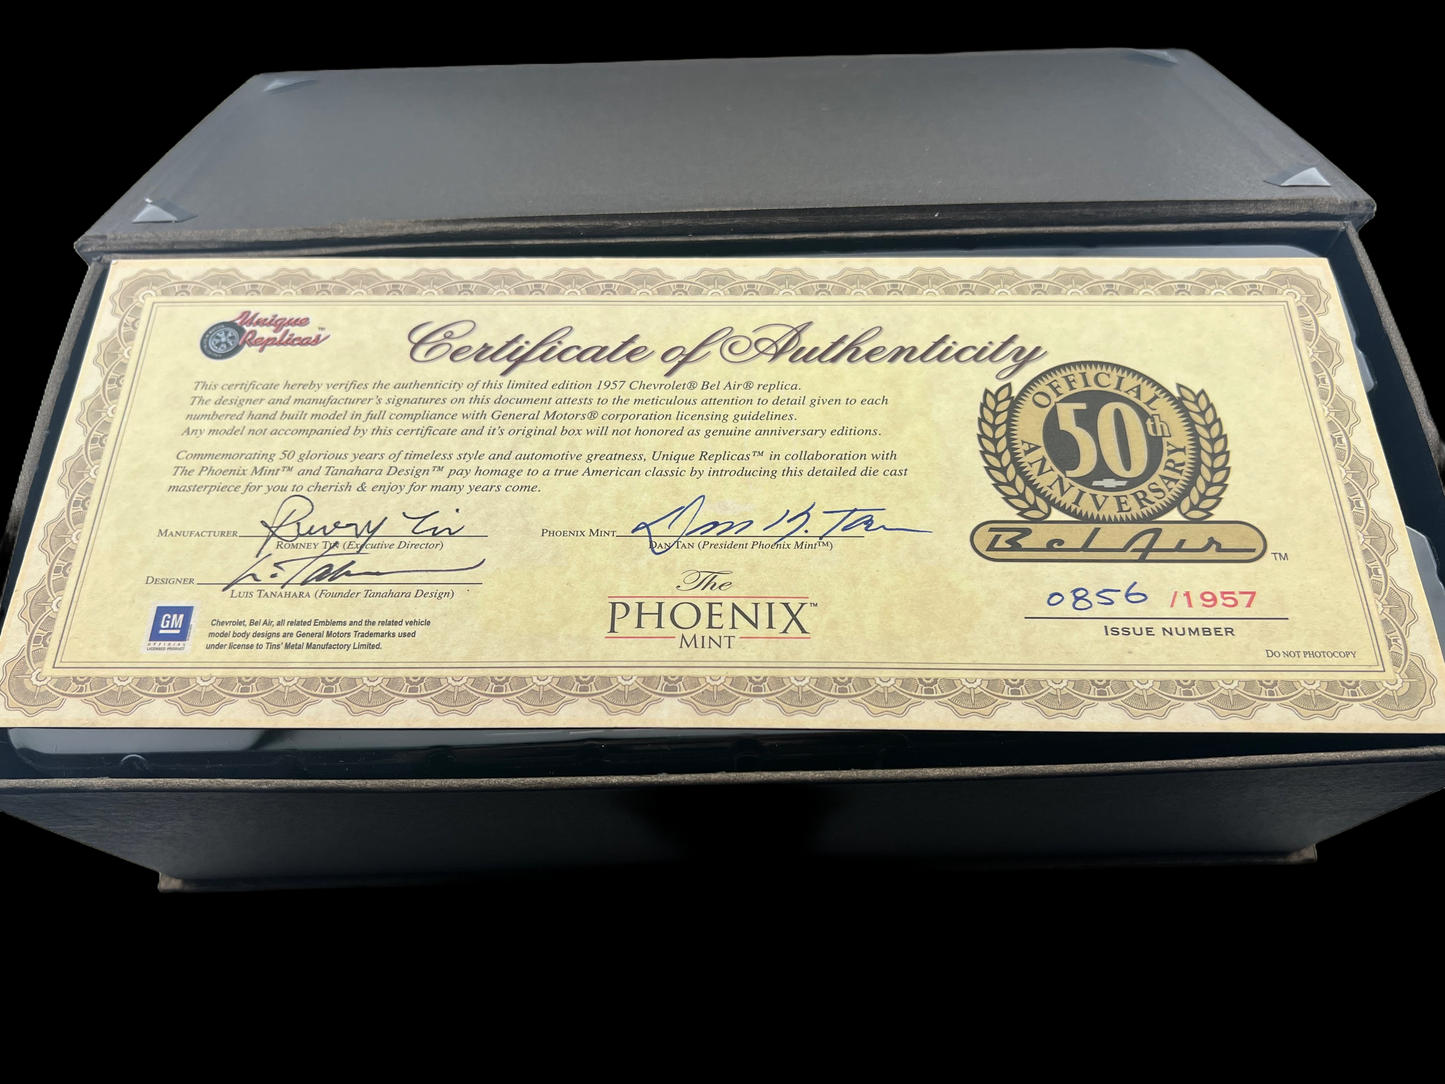 Unique
Replicas™
Certificate of Authenticity
This certificate hereby verifies the authenticity of this limited edition 1957 Chevrolet® Bel Air® replica.
The designer and manufacturer's signatures on this document attests to the meticulous attention to detail given to each
numbered hand built model in full compliance with General Motors® corporation licensing guidelines.
Any model not accompanied by this certificate and it's original box will not honored as genuine anniversary editions.
Commemorating 50 glorious years of timeless style and automotive greatness, Unique Replicas™ in collaboration with
The Phoenix Mint™ and Tanahara Design™ pay homage to a true American classic by introducing this detailed die cast
masterpiece for you to cherish & enjoy for many years come.
OFFICIAL
50th
ANNIVERSARY
Bel Air ™
MANUFACTURER
ROMNEY TIN (Executive Director)
PHOENIX MINT Dan K. Tan
DAN TAN (President Phoenix Mint™)
DESIGNER
LUIS TANAHARA (Founder Tanahara Design)
GM
OFFICIAL
LICENSED PRODUCT
Chevrolet, Bel Air, all related Emblems and the related vehicle
model body designs are General Motors Trademarks used
under license to Tins' Metal Manufactory Limited.
The
PHOENIX™
MINT
0856 /1957
ISSUE NUMBER
DO NOT PHOTOCOPY